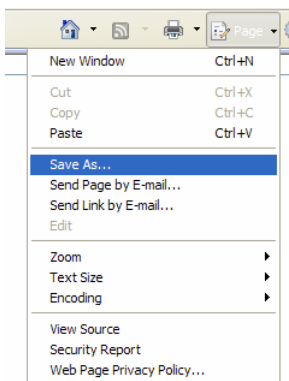 Page
New Window Ctrl+N
Cut Ctrl+X
Copy Ctrl+C
Paste Ctrl+V
Save As...
Send Page by E-mail...
Send Link by E-mail...
Edit
Zoom
Text Size
Encoding
View Source
Security Report
Web Page Privacy Policy...